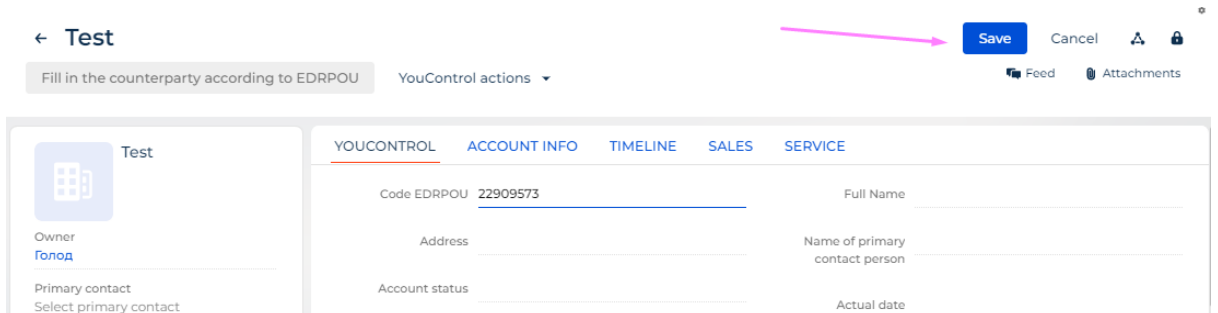 ← Test
Save Cancel
Fill in the counterparty according to EDRPOU YouControl actions
Feed Attachments
Test
Owner
Голод
Primary contact
Select primary contact
YOUCONTROL ACCOUNT INFO TIMELINE SALES SERVICE
Code EDRPOU 22909573
Full Name
Address
Name of primary
contact person
Account status
Actual date